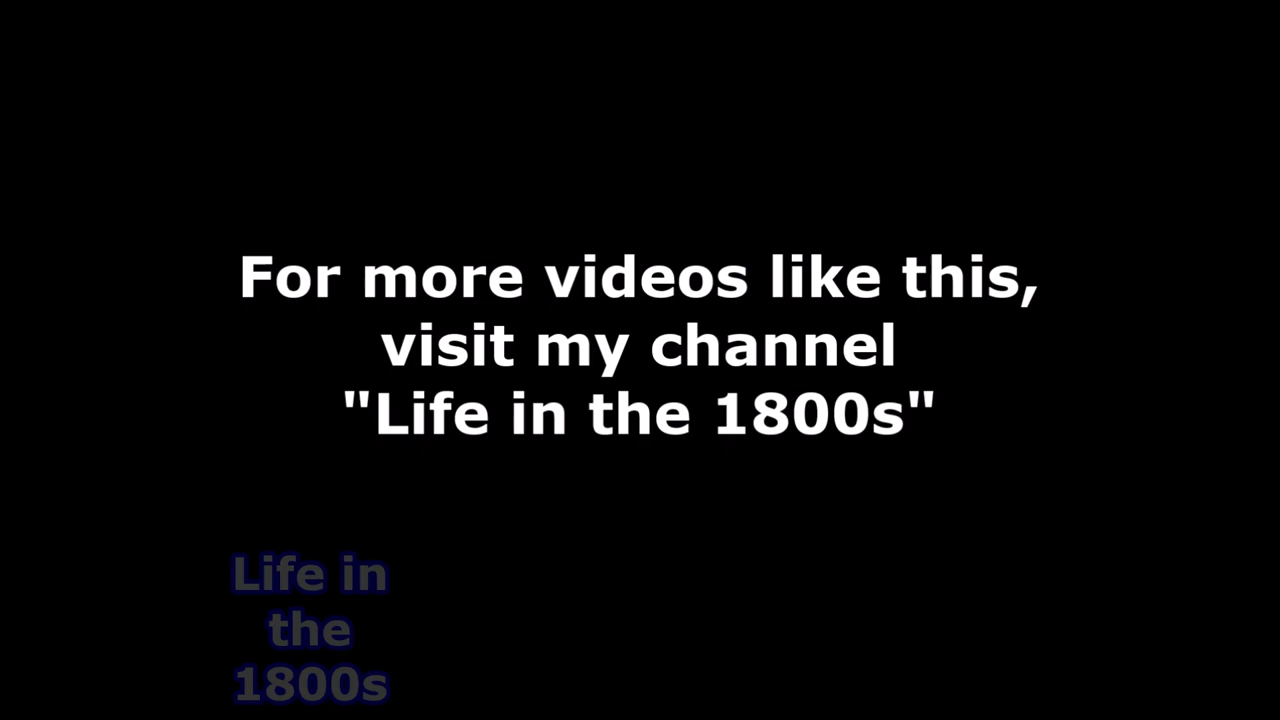 For more videos like this,
visit my channel
"Life in the 1800s"
Life in
the
1800s